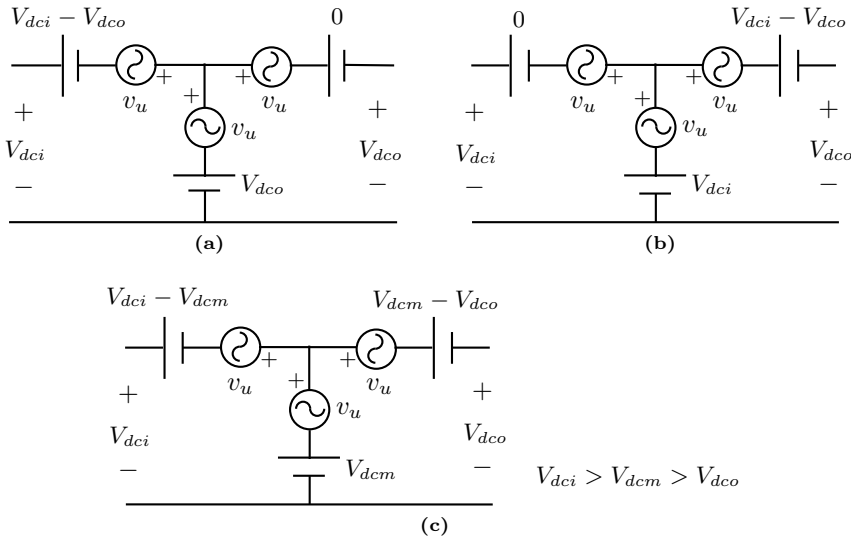 V_{dci} − V_{dco}
0
+
+
+
v_u
v_u
v_u
+
V_{dci}
−
+
V_{dco}
−
V_{dco}
(a)
0
V_{dci} − V_{dco}
+
+
+
v_u
v_u
v_u
+
V_{dci}
−
+
V_{dco}
−
V_{dci}
(b)
V_{dci} − V_{dcm}
V_{dcm} − V_{dco}
+
+
+
v_u
v_u
v_u
+
V_{dci}
−
+
V_{dco}
−
V_{dcm}
V_{dci} > V_{dcm} > V_{dco}
(c)